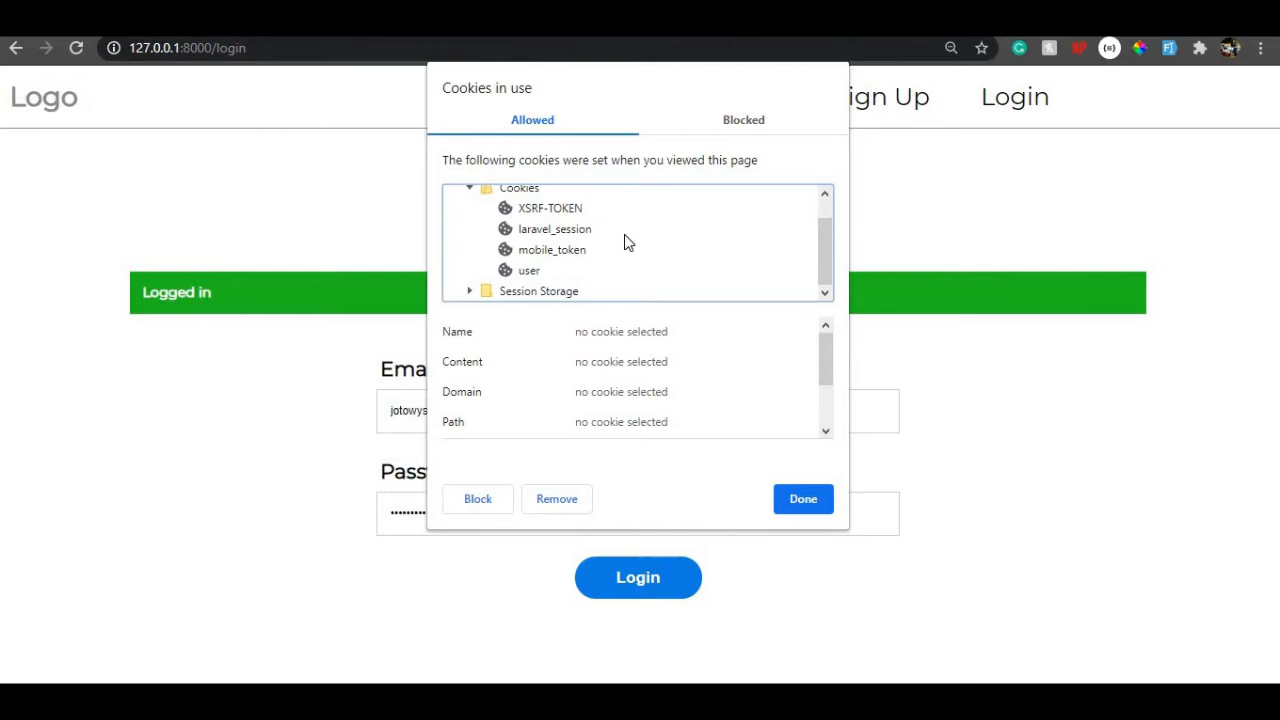 127.0.0.1:8000/login
Logo
ign Up
Login
Cookies in use
Allowed
Blocked
The following cookies were set when you viewed this page
Cookies
XSRF-TOKEN
laravel_session
mobile_token
user
Session Storage
Logged in
Name
no cookie selected
Content
no cookie selected
Domain
no cookie selected
Path
no cookie selected
Ema
jotowys
Passv
Block
Remove
Done
Login